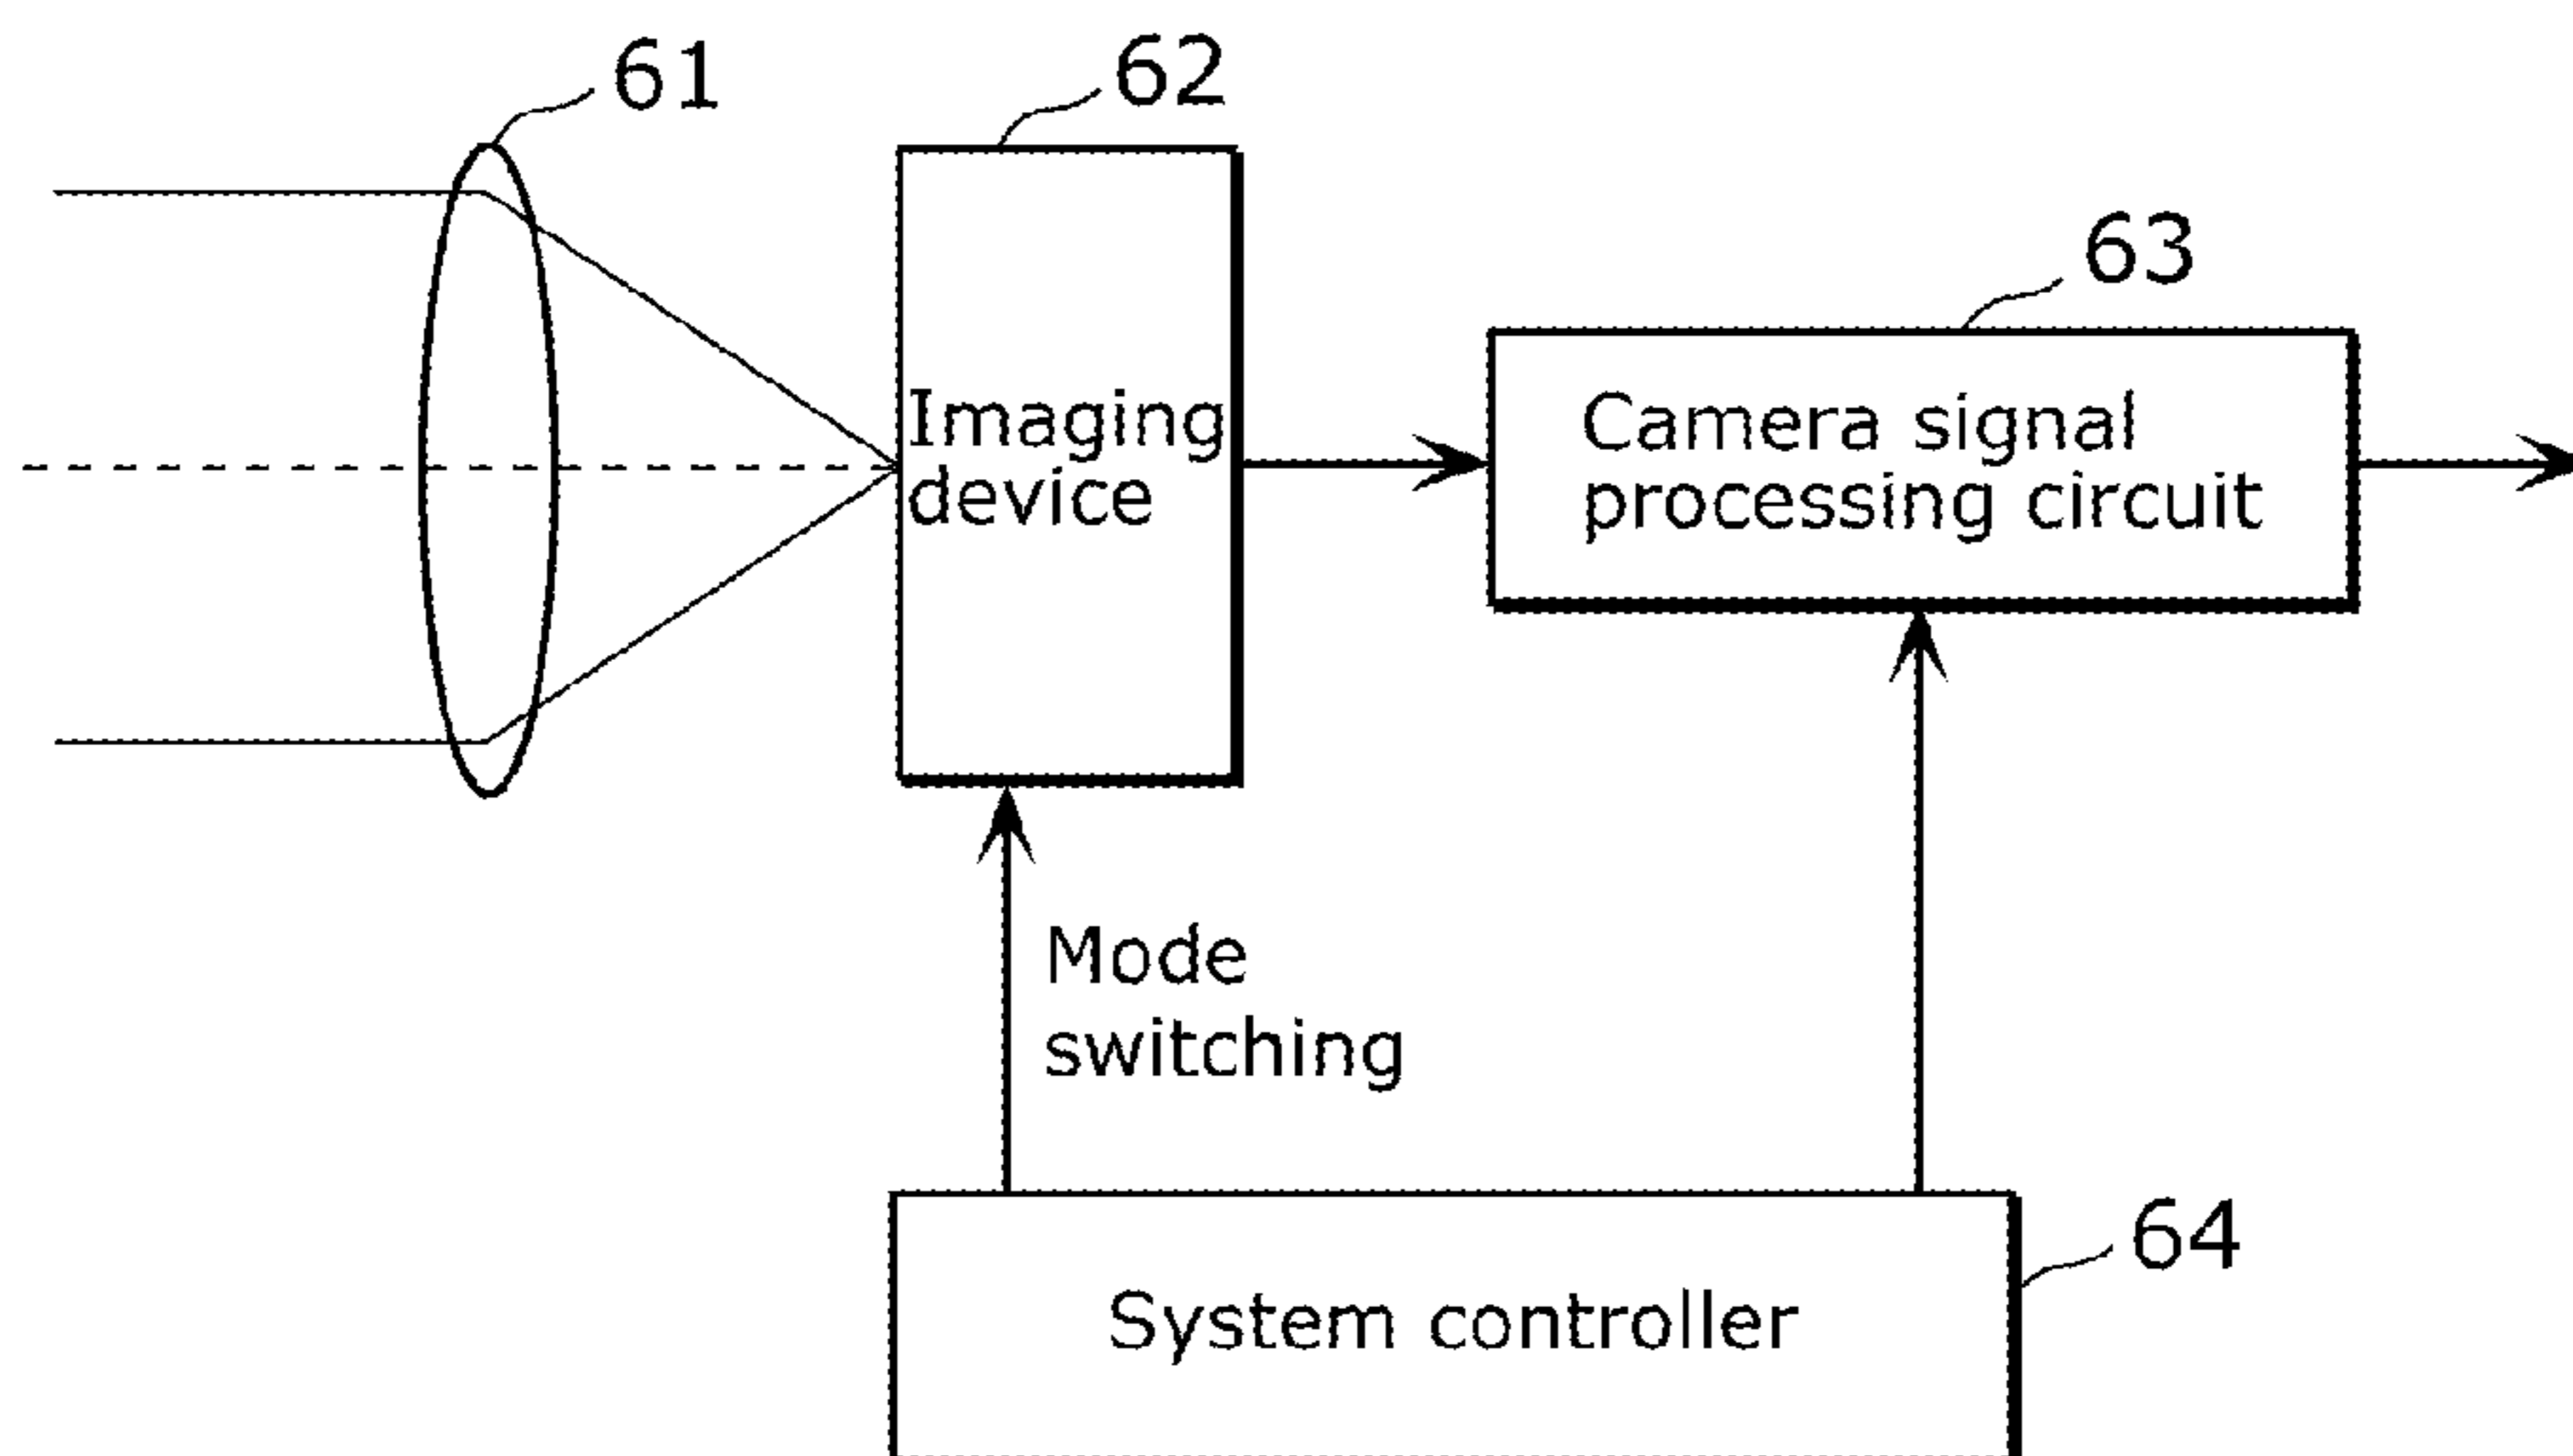 61
62
63
Imaging
device
Camera signal
processing circuit
Mode
switching
64
System controller